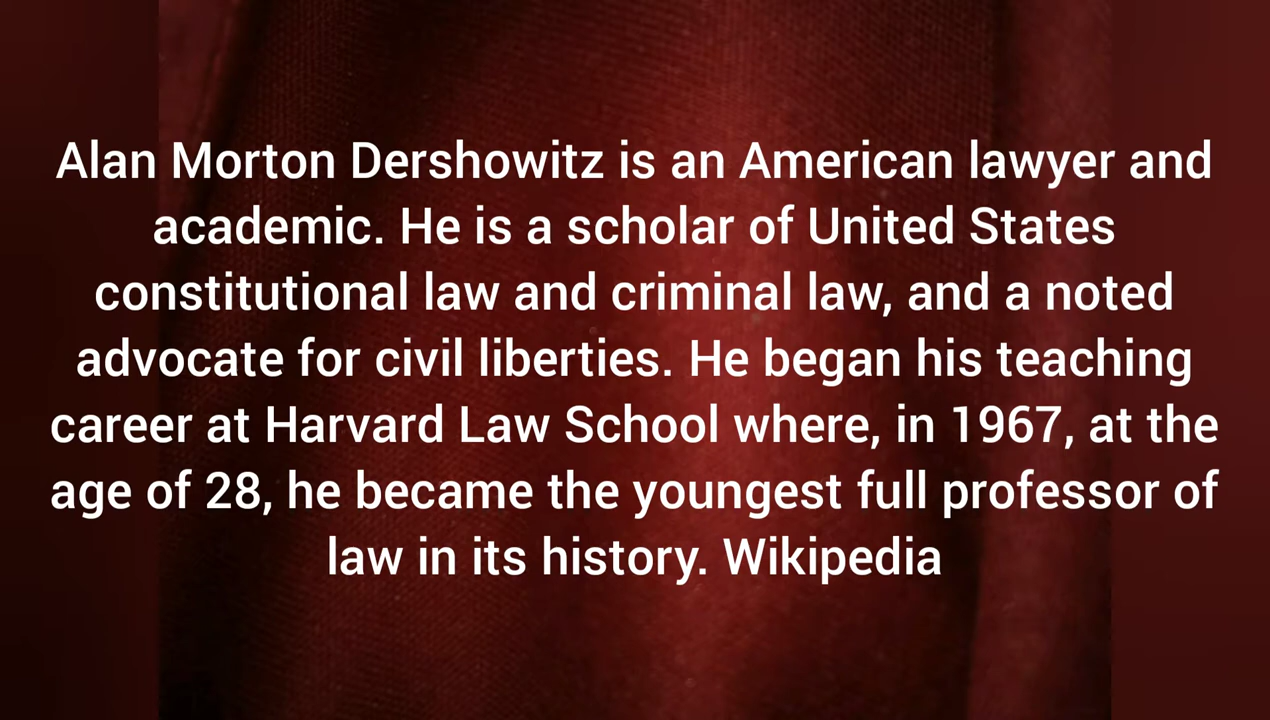 Alan Morton Dershowitz is an American lawyer and
academic. He is a scholar of United States
constitutional law and criminal law, and a noted
advocate for civil liberties. He began his teaching
career at Harvard Law School where, in 1967, at the
age of 28, he became the youngest full professor of
law in its history. Wikipedia